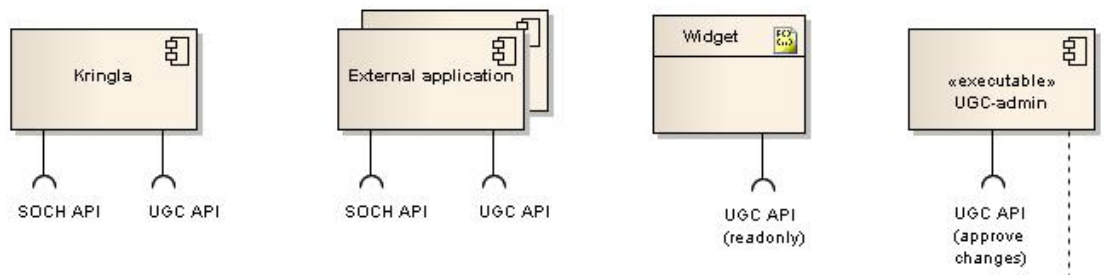 Kringla
SOCH API
UGC API
External application
SOCH API
UGC API
Widget
UGC API
(readonly)
«executable»
UGC-admin
UGC API
(approve
changes)